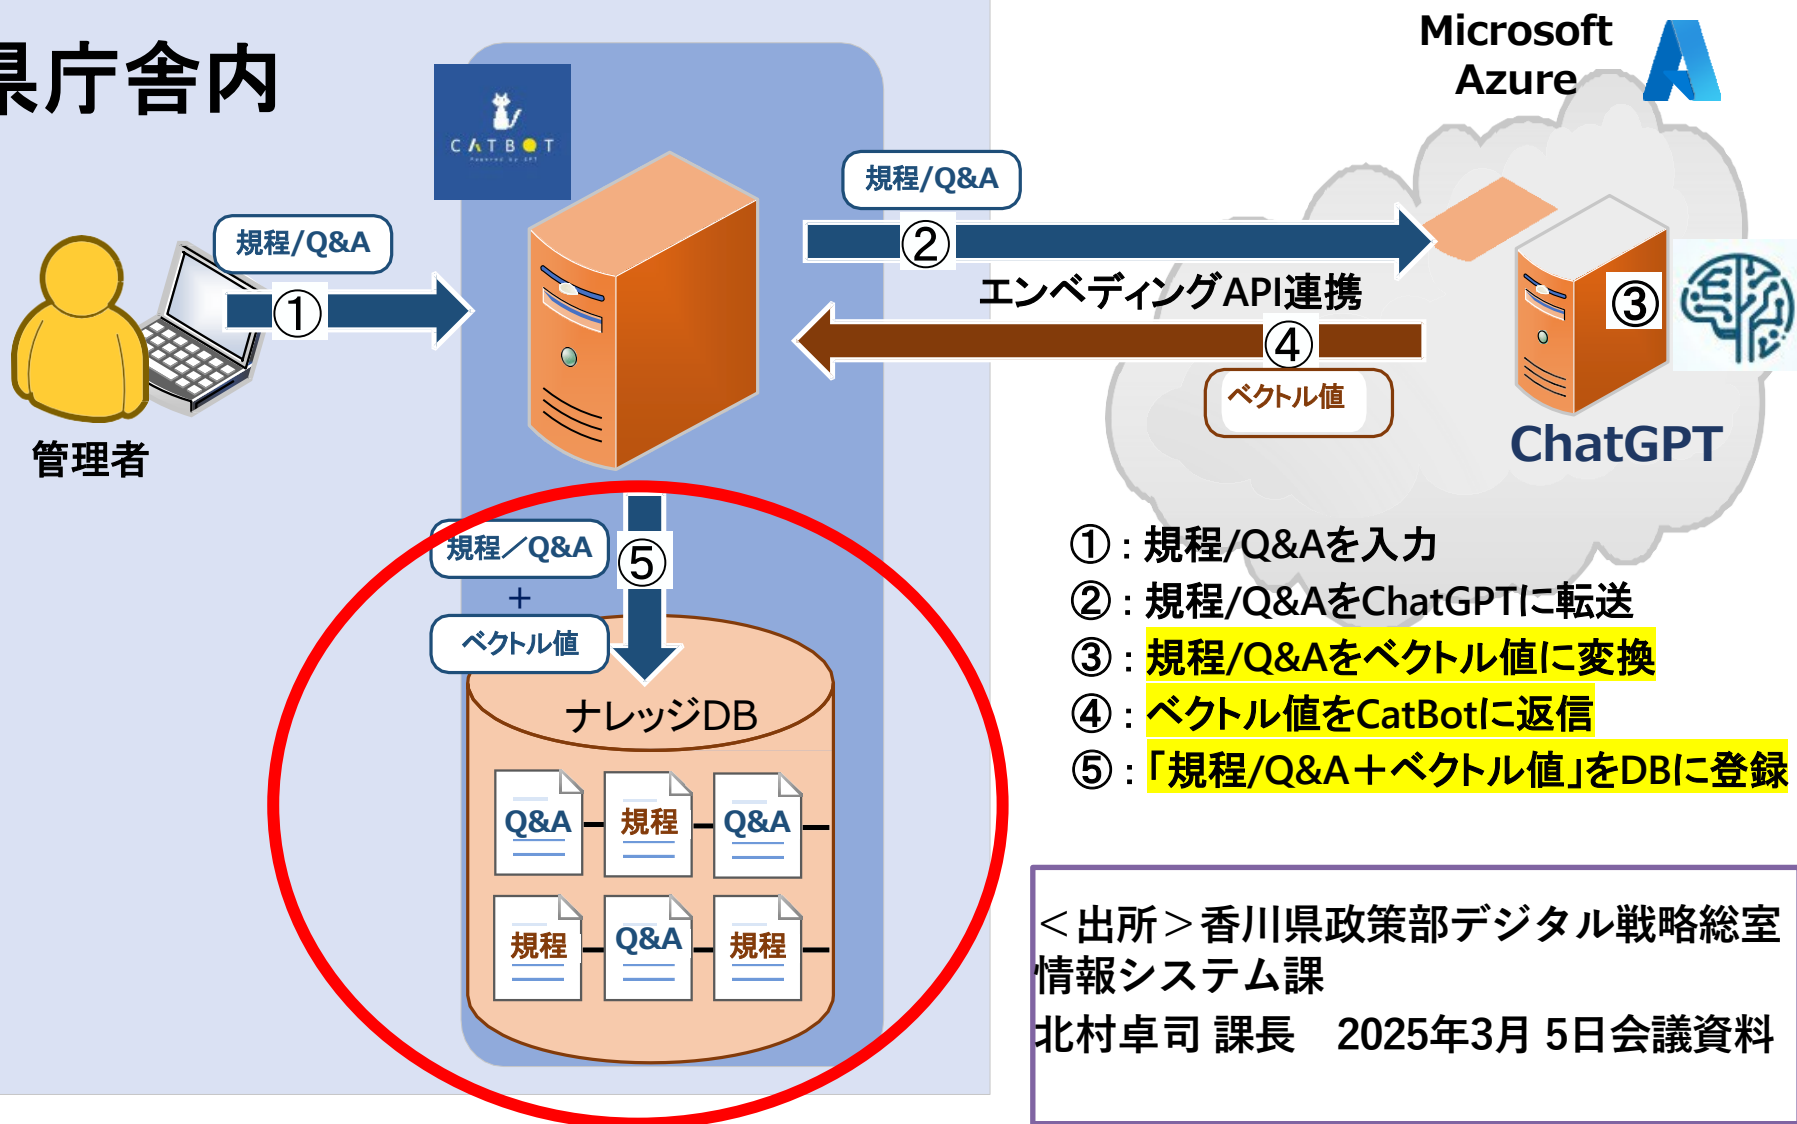 県庁舎内
Microsoft
Azure
CATBOT
Powered by GPT
規程/Q&A
規程/Q&A
①
②
③
エンベディングAPI連携
④
ベクトル値
ChatGPT
管理者
規程／Q&A
⑤
＋
ベクトル値
ナレッジDB
Q&A
規程
Q&A
規程
Q&A
規程
①：規程/Q&Aを入力
②：規程/Q&AをChatGPTに転送
③：規程/Q&Aをベクトル値に変換
④：ベクトル値をCatBotに返信
⑤：「規程/Q&A＋ベクトル値」をDBに登録
＜出所＞香川県政策部デジタル戦略総室
情報システム課
北村卓司 課長　2025年3月 5日会議資料